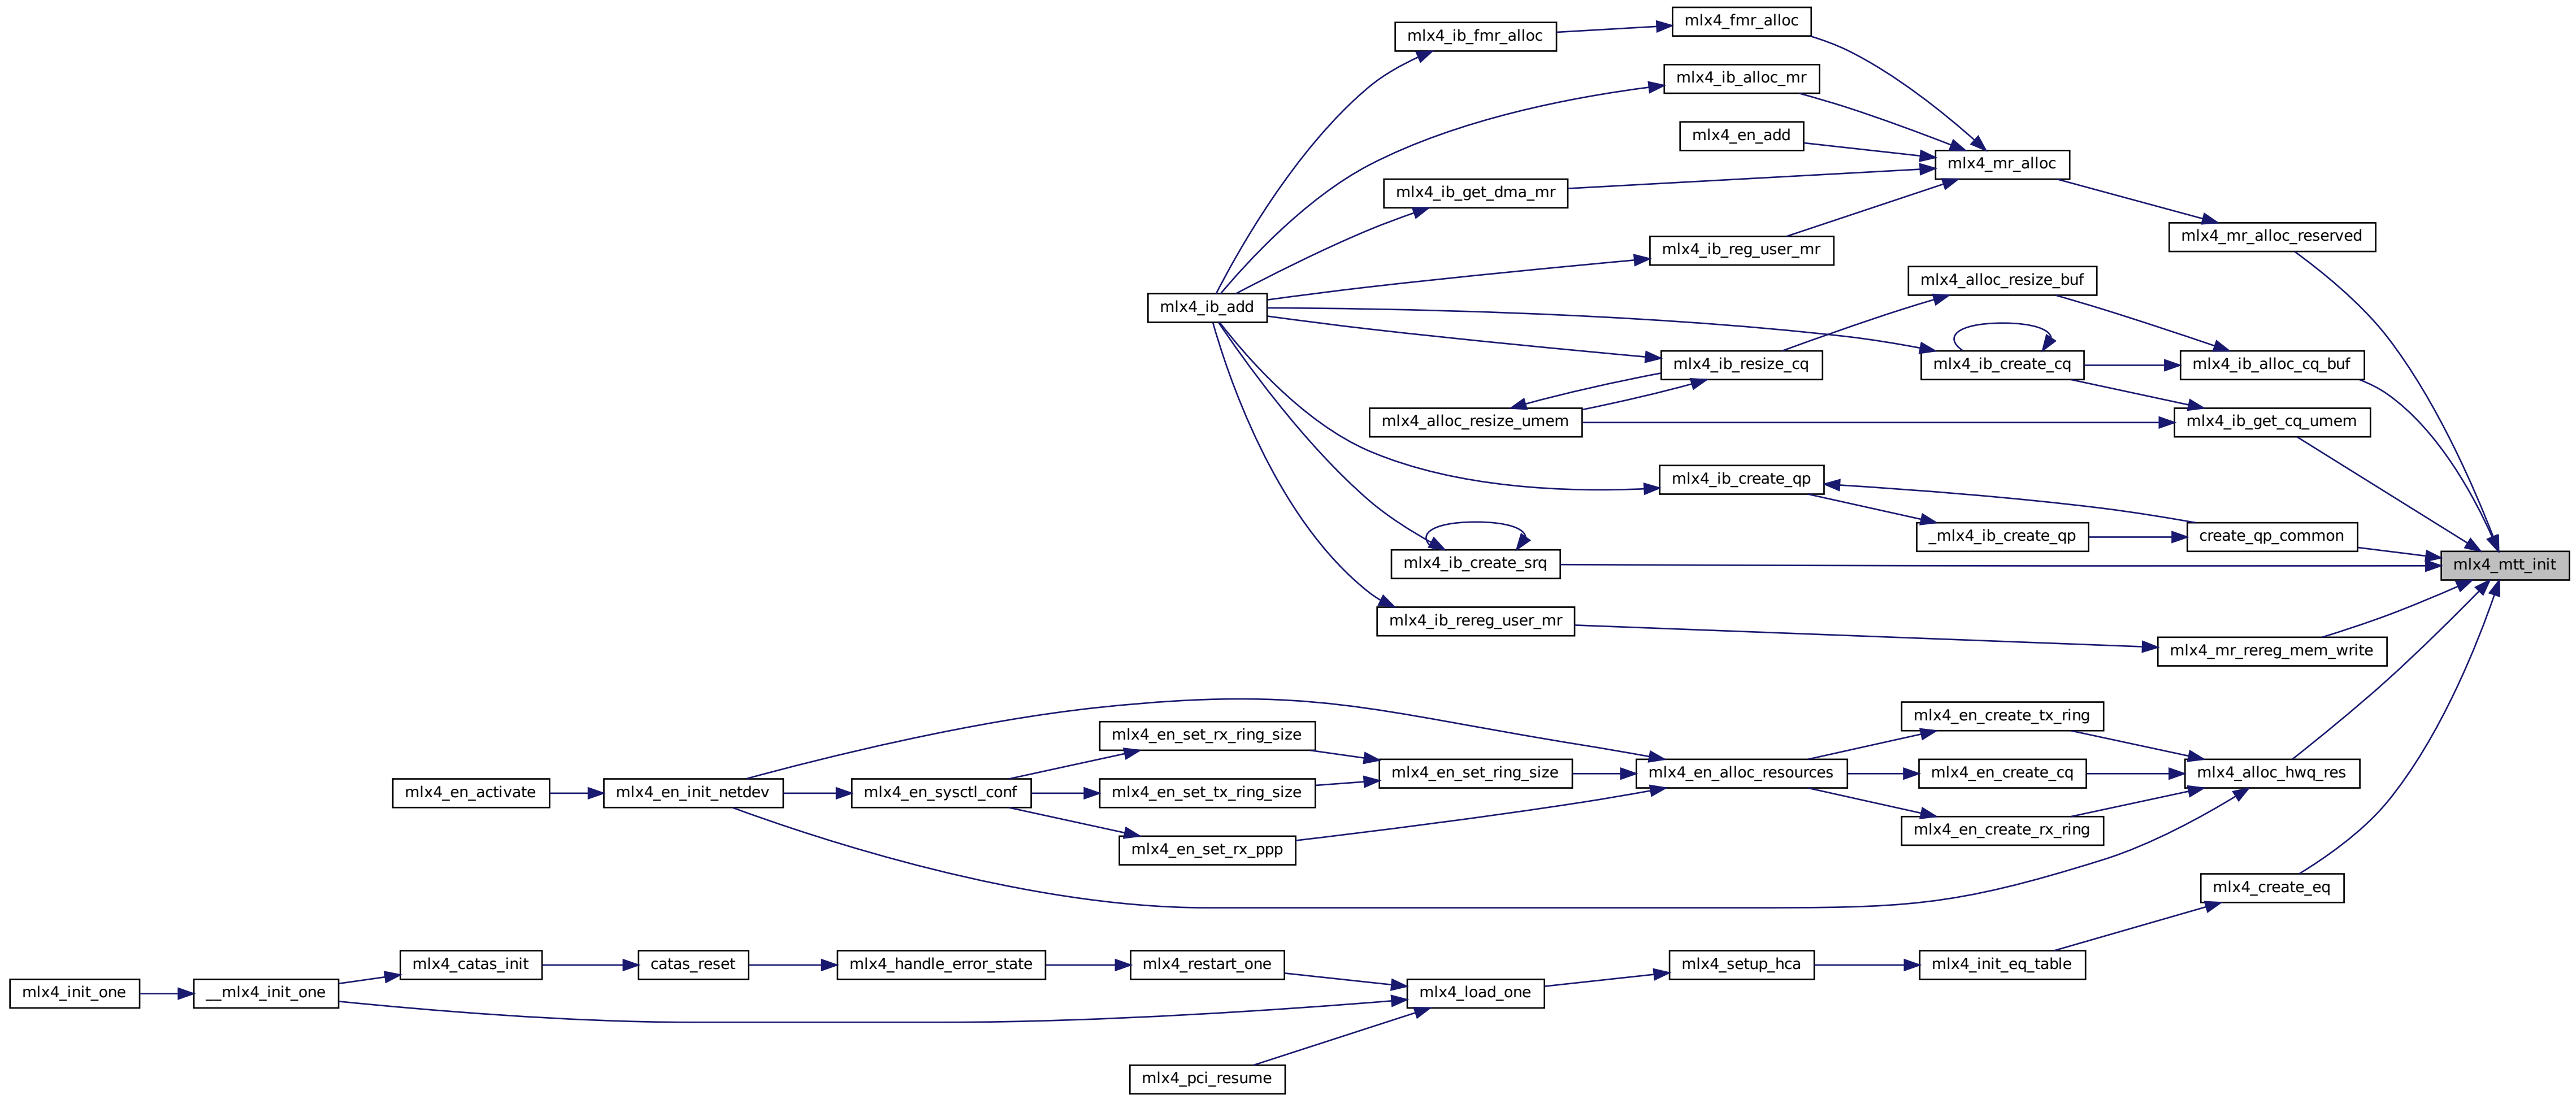 mlx4_fmr_alloc
mlx4_ib_fmr_alloc
mlx4_ib_alloc_mr
mlx4_en_add
mlx4_mr_alloc
mlx4_ib_get_dma_mr
mlx4_mr_alloc_reserved
mlx4_ib_reg_user_mr
mlx4_alloc_resize_buf
mlx4_ib_add
mlx4_ib_resize_cq
mlx4_ib_create_cq
mlx4_ib_alloc_cq_buf
mlx4_alloc_resize_umem
mlx4_ib_get_cq_umem
mlx4_ib_create_qp
_mlx4_ib_create_qp
create_qp_common
mlx4_ib_create_srq
mlx4_mtt_init
mlx4_ib_rereg_user_mr
mlx4_mr_rereg_mem_write
mlx4_en_create_tx_ring
mlx4_en_set_rx_ring_size
mlx4_en_set_ring_size
mlx4_en_alloc_resources
mlx4_en_create_cq
mlx4_alloc_hwq_res
mlx4_en_activate
mlx4_en_init_netdev
mlx4_en_sysctl_conf
mlx4_en_set_tx_ring_size
mlx4_en_create_rx_ring
mlx4_en_set_rx_ppp
mlx4_create_eq
mlx4_catas_init
catas_reset
mlx4_handle_error_state
mlx4_restart_one
mlx4_setup_hca
mlx4_init_eq_table
mlx4_init_one
__mlx4_init_one
mlx4_load_one
mlx4_pci_resume